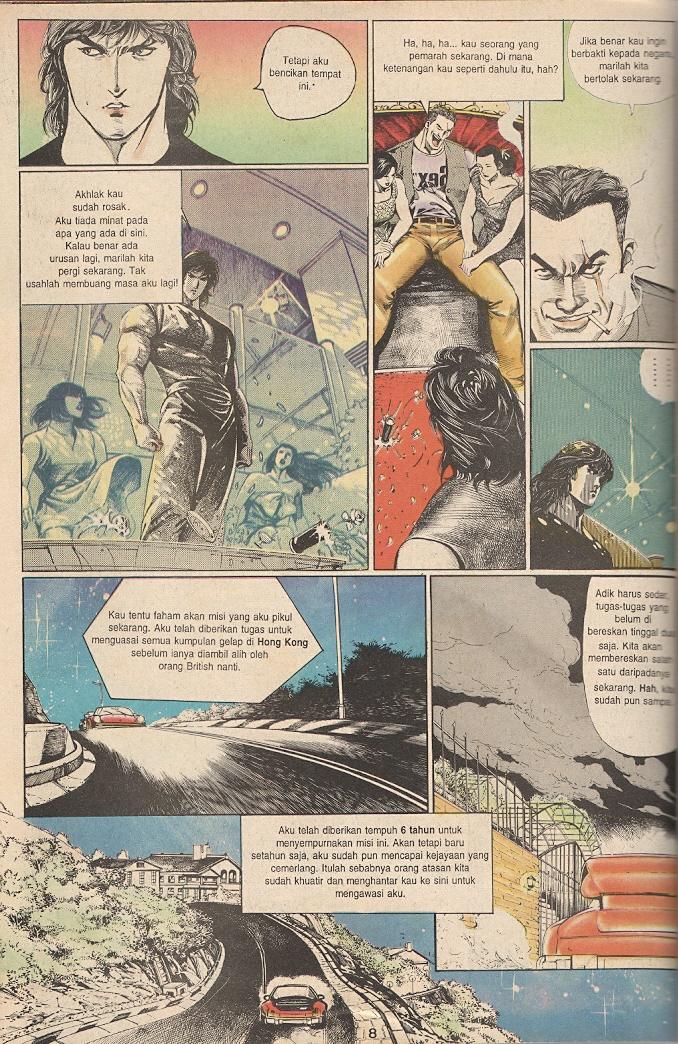 Tetapi aku
bencikan tempat
ini."
Ha, ha, ha... kau seorang yang
pemarah sekarang. Di mana
ketenangan kau seperti dahulu itu, hah?
Jika benar kau ingin
berbakti kepada
marilah kita
bertolak sekarang
Akhlak kau
sudah rosak.
Aku tiada minat pada
apa yang ada di sini.
Kalau benar ada
urusan lagi, marilah kita
pergi sekarang. Tak
usahlah membuang masa aku lagi!
SEXY
Kau tentu faham akan misi yang aku pikul
sekarang. Aku telah diberikan tugas untuk
menguasai semua kumpulan gelap di Hong Kong
sebelum ianya diambil alih oleh
orang British nanti.
Adik harus sedar,
tugas-tugas yang
belum di
bereskan tinggal dua
saja. Kita akan
membereskan salah
satu daripadanya
sekarang. Hah, kita
sudah pun sampai.
Aku telah diberikan tempuh 6 tahun untuk
menyempurnakan misi ini. Akan tetapi baru
setahun saja, aku sudah pun mencapai kejayaan yang
cemerlang. Itulah sebabnya orang atasan kita
sudah khuatir dan menghantar kau ke sini untuk
mengawasi aku.
8